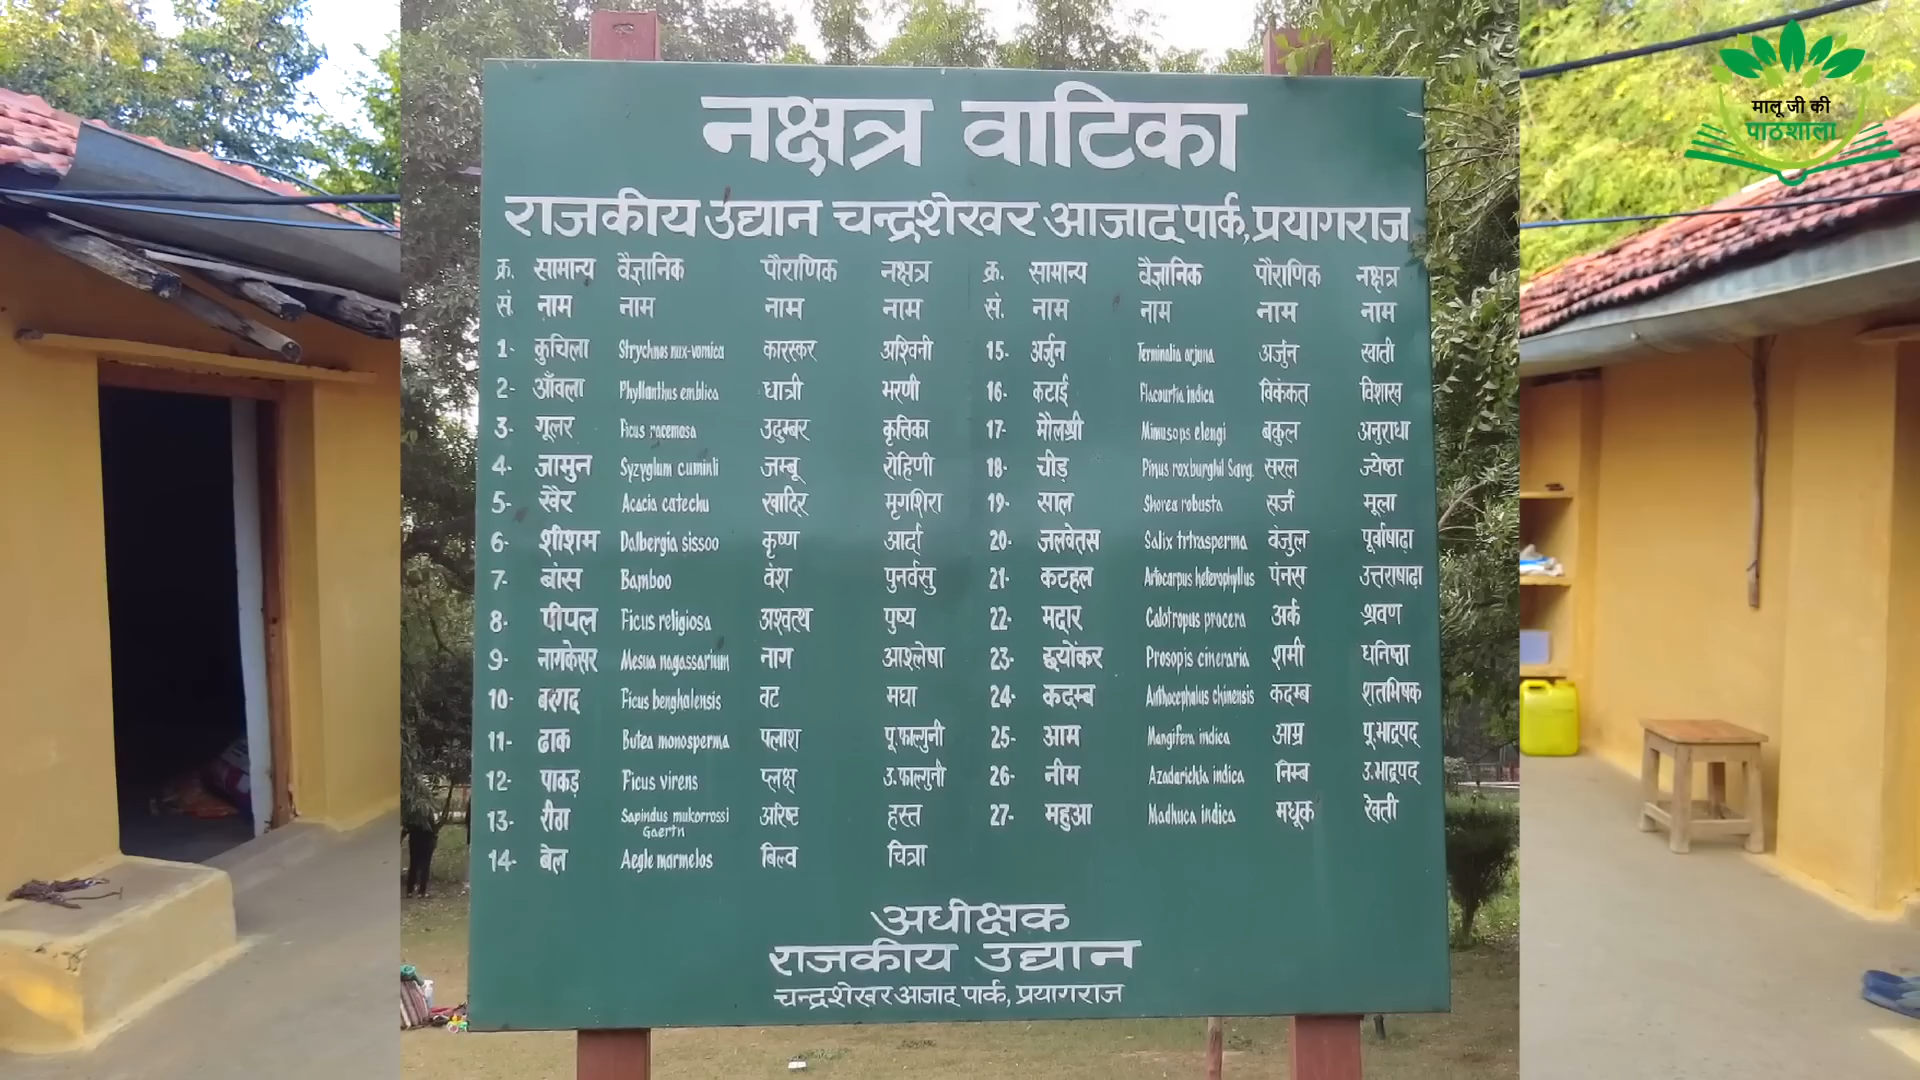 मालू जी की
पाठशाला
नक्षत्र वाटिका
राजकीय उद्यान चन्द्रशेखर आजाद पार्क, प्रयागराज
क्र. सामान्य वैज्ञानिक पौराणिक नक्षत्र क्र. सामान्य वैज्ञानिक पौराणिक नक्षत्र
सं. नाम नाम नाम नाम सं. नाम नाम नाम नाम
1- कुचिला Strychnos nux-vomica कारस्कर अश्विनी 15- अर्जुन Terminalia arjuna अर्जुन स्वाती
2- आँवला Phyllanthus emblica धात्री भरणी 16- कटाई Flacourtia indica विकंकत विशाख
3- गूलर Ficus racemosa उदुम्बर कृत्तिका 17- मौलश्री Mimusops elengi बकुल अनुराधा
4- जामुन Syzyglum cuminli जम्बू रोहिणी 18- चीड़ Pinus roxburghil Sarg. सरल ज्येष्ठा
5- खैर Acacia catechu खादिर मृगशिरा 19- साल Shorea robusta सर्ज मूला
6- शीशम Dalbergia sissoo कृष्ण आर्द्रा 20- जलवेतस Salix trtrasperma वंजुल पूर्वाषाढ़ा
7- बांस Bamboo वंश पुनर्वसु 21- कटहल Artocarpus heterophyllus पनस उत्तराषाढ़ा
8- पीपल Ficus religiosa अश्वत्थ पुष्य 22- मदार Calotropus procera अर्क श्रवण
9- नागकेसर Mesua nagassarium नाग आश्लेषा 23- छ्योंकर Prosopis cineraria शमी धनिष्ठा
10- बरगद Ficus benghalensis वट मघा 24- कदम्ब Anthocephalus chinensis कदम्ब शतभिषक
11- ढाक Butea monosperma पलाश पू.फाल्गुनी 25- आम Mangifera indica आम्र पू.भाद्रपद
12- पाकड़ Ficus virens प्लक्ष उ.फाल्गुनी 26- नीम Azadarichta indica निम्ब उ.भाद्रपद
13- रीठा Sapindus mukorrossi अरिष्ट हस्त 27- महुआ Madhuca indica मधूक रेवती
Gaertn
14- बेल Aegle marmelos बिल्व चित्रा
अधीक्षक
राजकीय उद्यान
चन्द्रशेखर आजाद पार्क, प्रयागराज